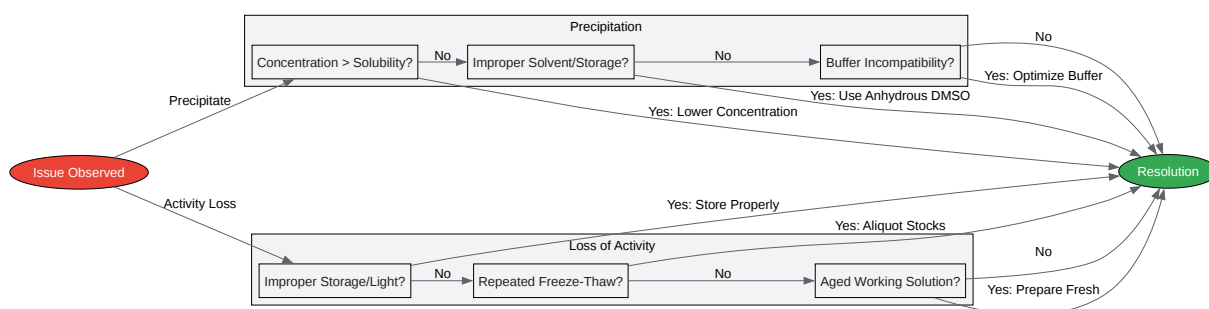 Precipitation
Concentration > Solubility?
No
Improper Solvent/Storage?
No
Buffer Incompatibility?
No
Yes: Optimize Buffer
Yes: Use Anhydrous DMSO
Yes: Lower Concentration
Precipitate
Issue Observed
Resolution
Activity Loss
Yes: Store Properly
Yes: Aliquot Stocks
Loss of Activity
Improper Storage/Light?
No
Repeated Freeze-Thaw?
No
Aged Working Solution?
No
Yes: Prepare Fresh